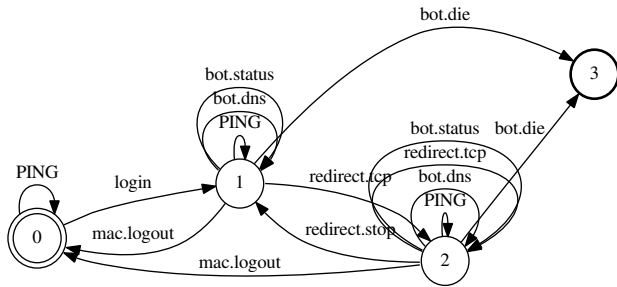 bot.die
3
bot.status
bot.dns
PING
bot.status
bot.die
redirect.tcp
PING
login
1
redirect.tcp
bot.dns
PING
0
mac.logout
redirect.stop
2
mac.logout